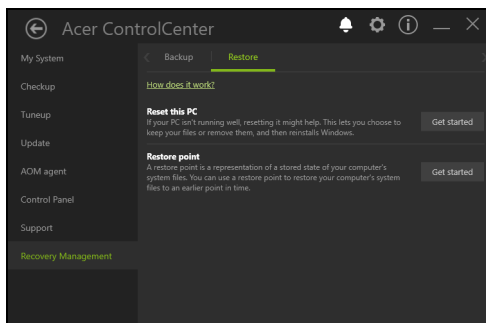 Acer ControlCenter
My System
Checkup
Tuneup
Update
AOM agent
Control Panel
Support
Recovery Management
Backup
Restore
How does it work?
Reset this PC
If your PC isn't running well, resetting it might help. This lets you choose to
keep your files or remove them, and then reinstalls Windows.
Get started
Restore point
A restore point is a representation of a stored state of your computer's
system files. You can use a restore point to restore your computer's system
files to an earlier point in time.
Get started